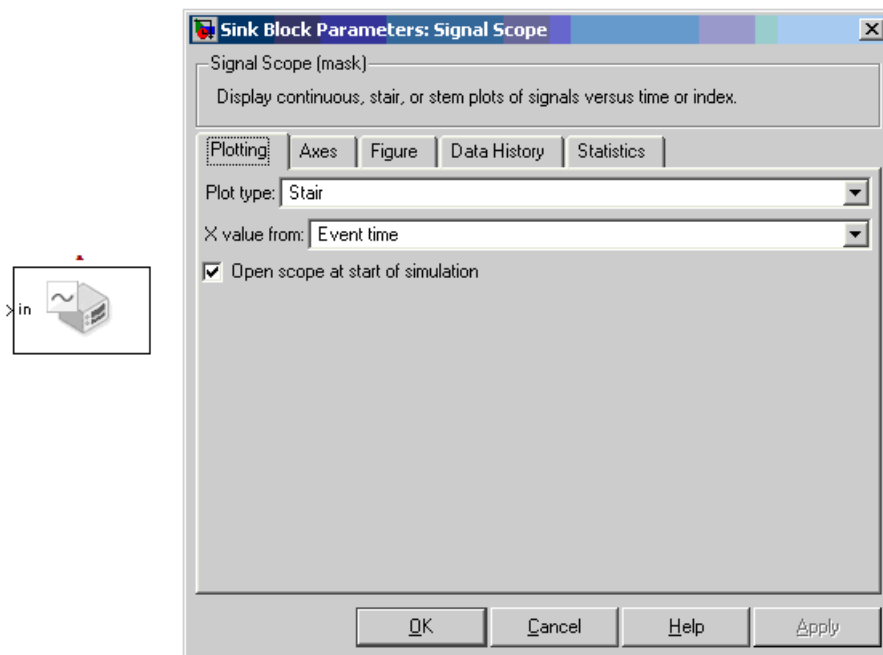 Sink Block Parameters: Signal Scope
Signal Scope (mask)
Display continuous, stair, or stem plots of signals versus time or index.
Plotting Axes Figure Data History Statistics
Plot type: Stair
X value from: Event time
Open scope at start of simulation
in
OK Cancel Help Apply